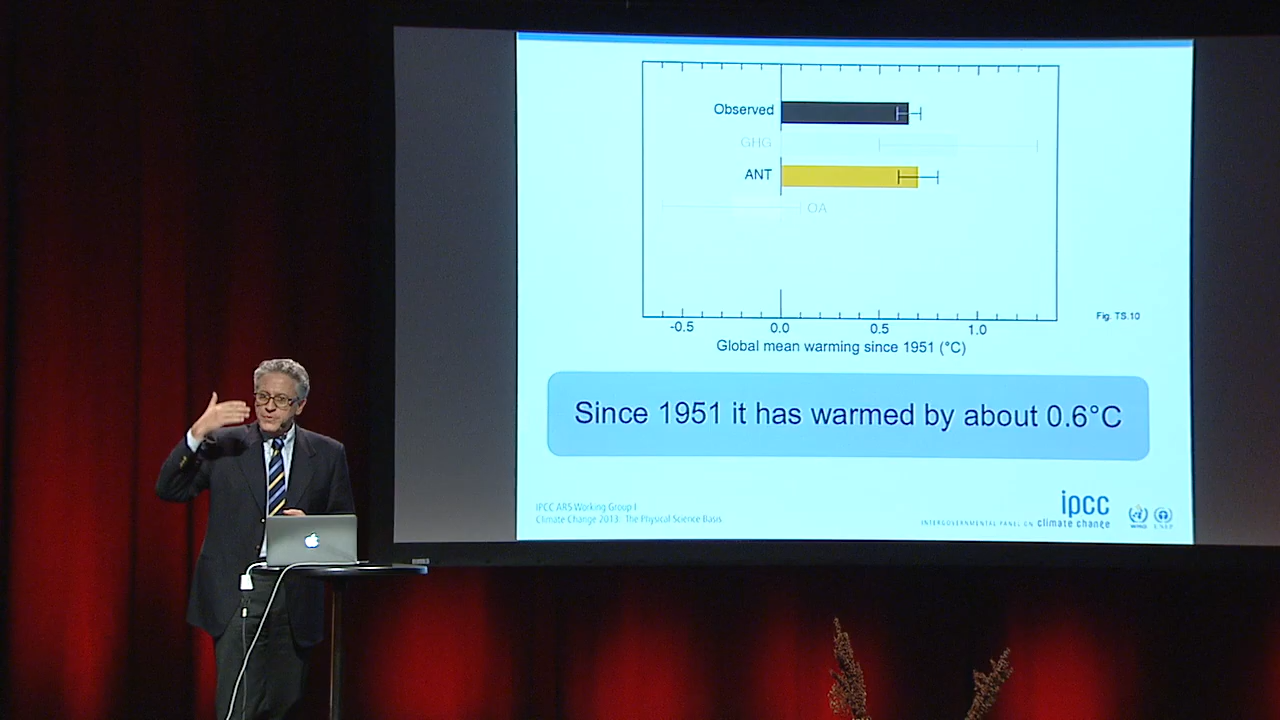 Observed
GHG
ANT
OA
-0.5 0.0 0.5 1.0
Fig. TS.10
Global mean warming since 1951 (°C)
Since 1951 it has warmed by about 0.6°C
IPCC AR5 Working Group I
Climate Change 2013: The Physical Science Basis
ipcc
INTERGOVERNMENTAL PANEL ON climate change
WMO UNEP